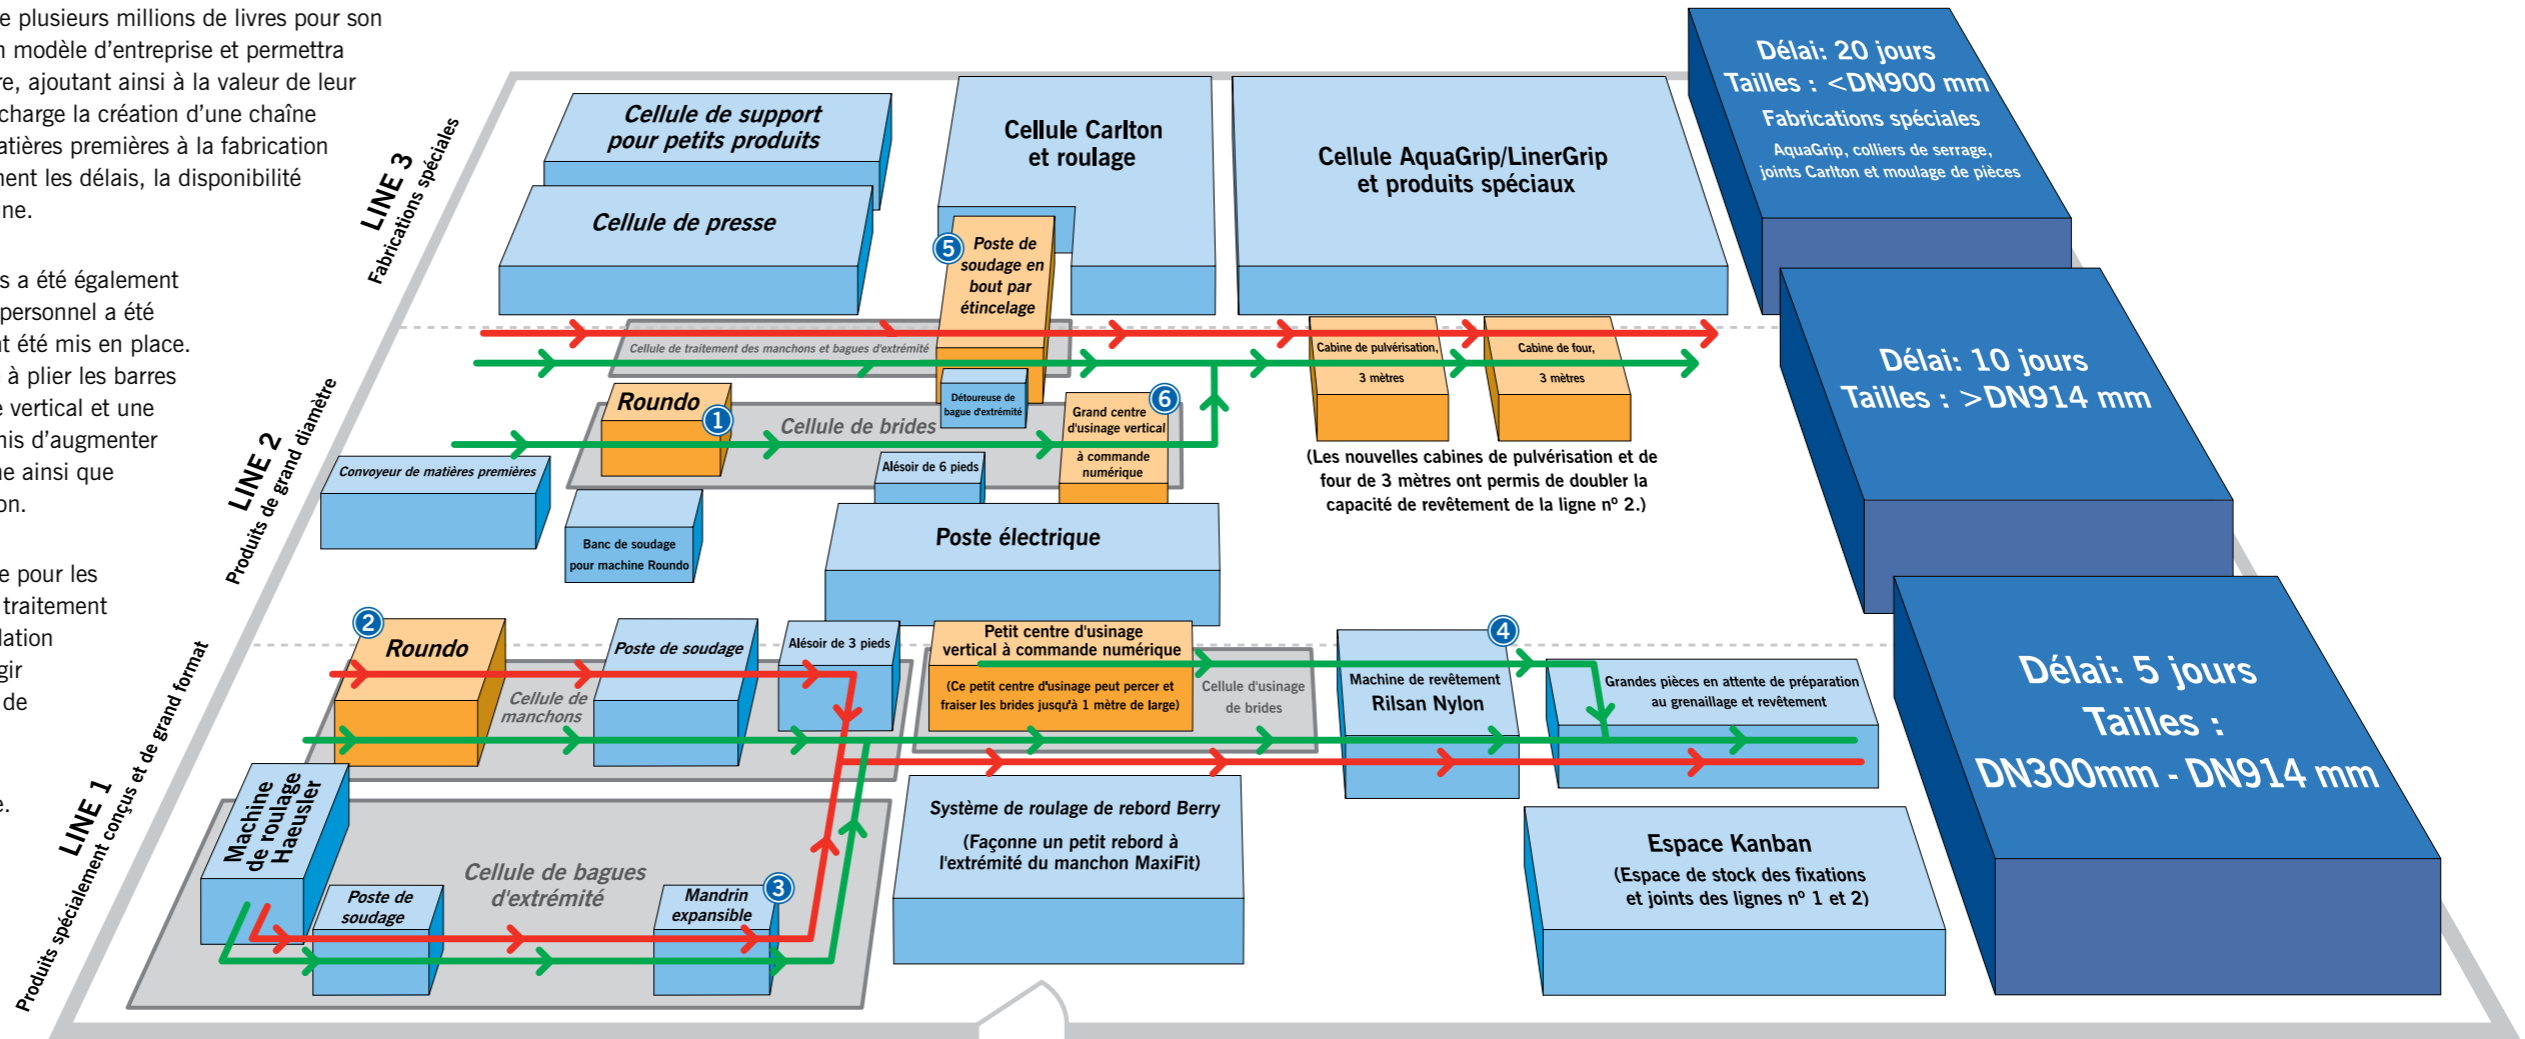 e plusieurs millions de livres pour son
n modèle d'entreprise et permettra
re, ajoutant ainsi à la valeur de leur
charge la création d'une chaîne
atières premières à la fabrication
ment les délais, la disponibilité
ine.
s a été également
personnel a été
nt été mis en place.
e à plier les barres
e vertical et une
mis d'augmenter
ne ainsi que
on.
e pour les
traitement
lation
gir
de
e.
LINE 3
Fabrications spéciales
LINE 2
Produits de grand diamètre
LINE 1
Produits spécialement conçus et de grand format
Cellule de support
pour petits produits
Cellule de presse
Cellule Carlton
et roulage
Cellule AquaGrip/LinerGrip
et produits spéciaux
Délai: 20 jours
Tailles : <DN900 mm
Fabrications spéciales
AquaGrip, colliers de serrage,
joints Carlton et moulage de pièces
5
Poste de
soudage en
bout par
étincelage
Cellule de traitement des manchons et bagues d'extrémité
Cabine de pulvérisation,
3 mètres
Cabine de four,
3 mètres
Délai: 10 jours
Tailles : >DN914 mm
Roundo
1
Cellule de brides
Détoureuse de
bague d'extrémité
6
Grand centre
d'usinage vertical
à commande
numérique
Convoyeur de matières premières
Alésoir de 6 pieds
(Les nouvelles cabines de pulvérisation et de
four de 3 mètres ont permis de doubler la
capacité de revêtement de la ligne nº 2.)
Banc de soudage
pour machine Roundo
Poste électrique
2
Roundo
Poste de soudage
Alésoir de 3 pieds
Cellule de
manchons
Petit centre d'usinage
vertical à commande numérique
(Ce petit centre d'usinage peut percer et
fraiser les brides jusqu'à 1 mètre de large)
Cellule d'usinage
de brides
4
Machine de revêtement
Rilsan Nylon
Grandes pièces en attente de préparation
au grenaillage et revêtement
Délai: 5 jours
Tailles :
DN300mm - DN914 mm
Machine
de roulage
Haeusler
Cellule de bagues
d'extrémité
Poste de
soudage
Mandrin
expansible
3
Système de roulage de rebord Berry
(Façonne un petit rebord à
l'extrémité du manchon MaxiFit)
Espace Kanban
(Espace de stock des fixations
et joints des lignes nº 1 et 2)